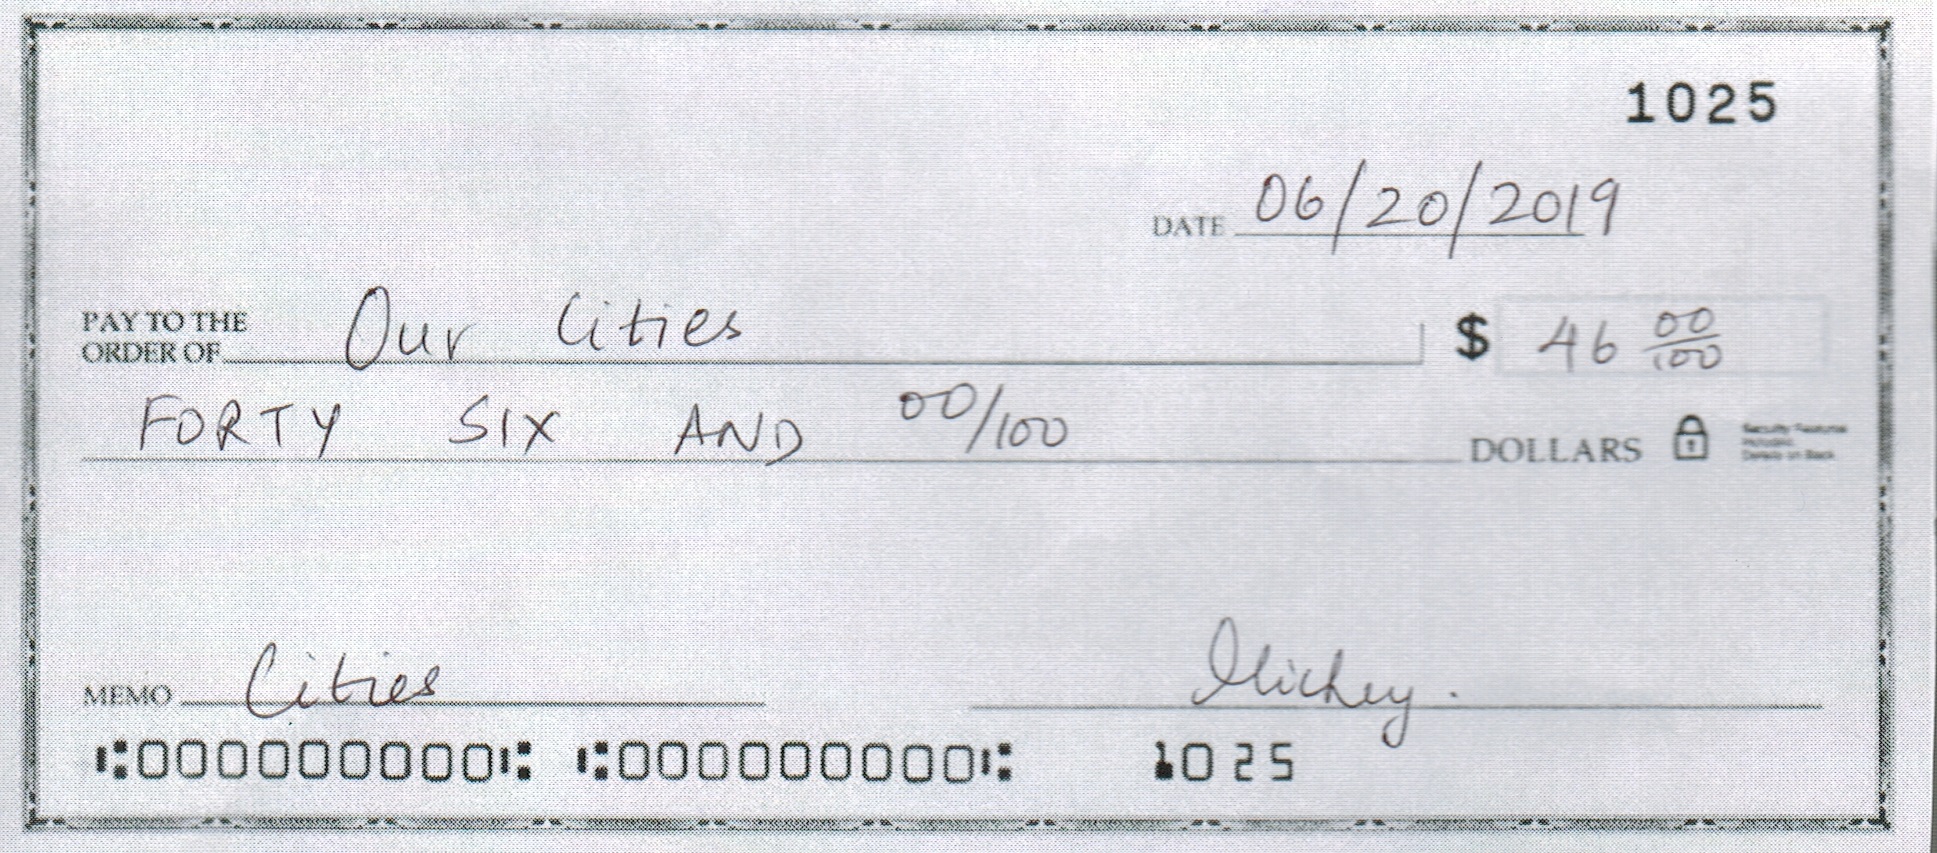 1025
DATE 06/20/2019
PAY TO THE
ORDER OF Our Cities $ 46 00/100
FORTY SIX AND 00/100 DOLLARS
Security Features
Included.
Details on Back
MEMO Cities Mickey.
⑆000000000⑆ ⑆000000000⑆ 1025